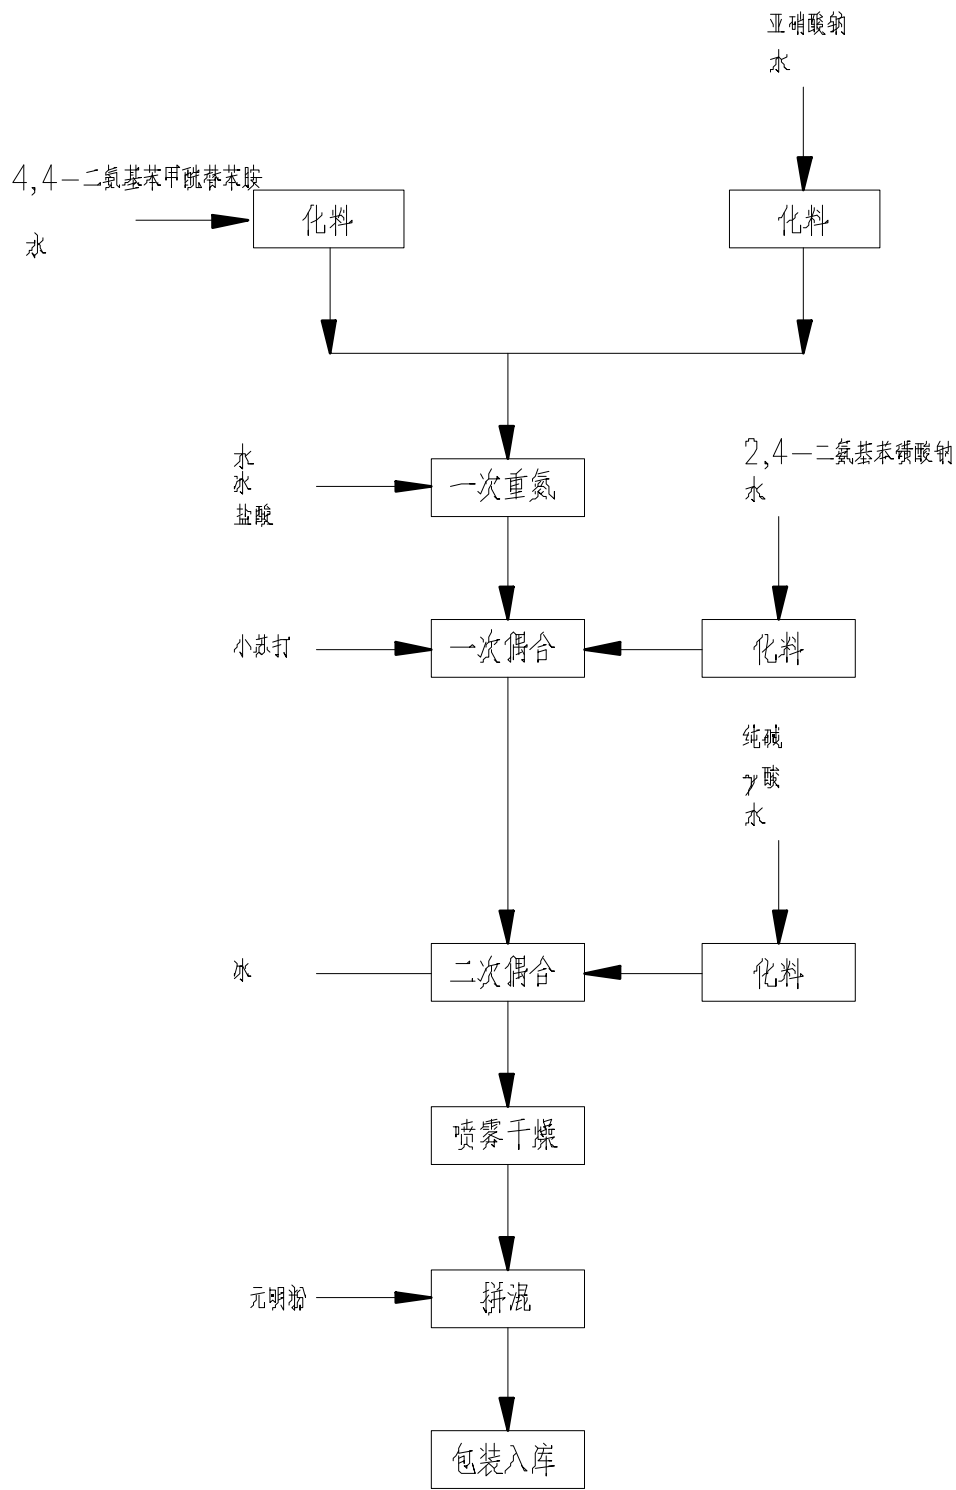 亚硝酸钠
水
4,4-二氨基苯甲酰替苯胺
化料
化料
水
水
冰
盐酸
一次重氮
2,4-二氨基苯磺酸钠
水
小苏打
一次偶合
化料
纯碱
γ酸
水
冰
二次偶合
化料
喷雾干燥
元明粉
拼混
包装入库